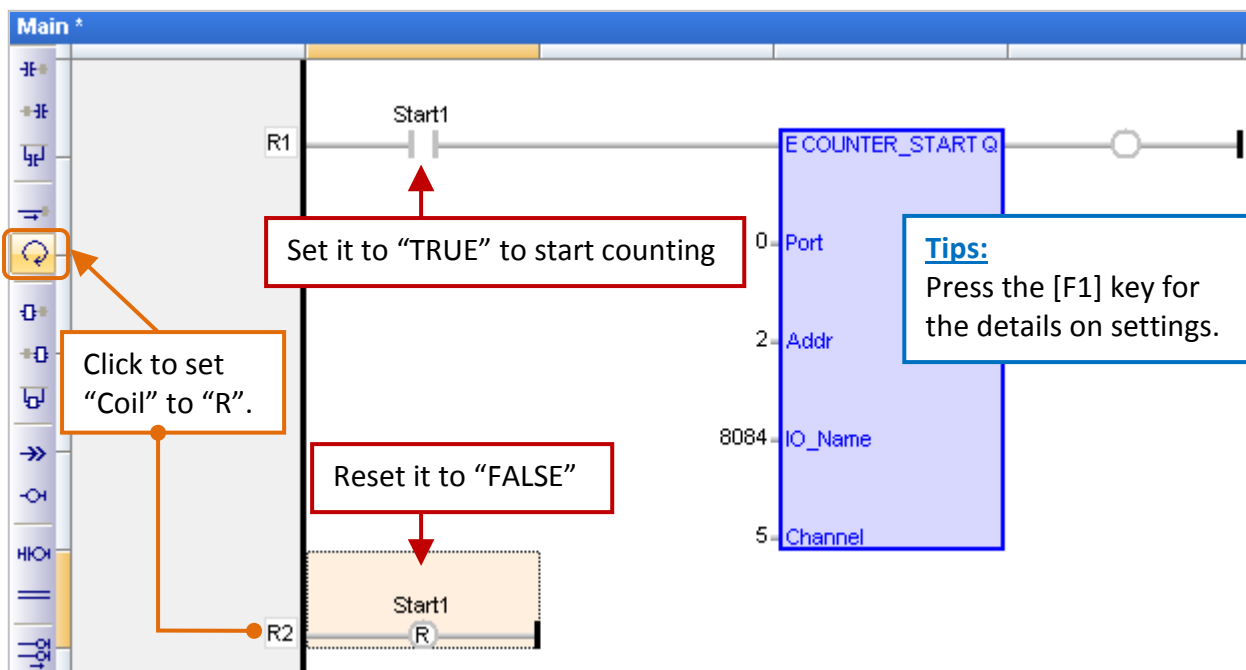 Main *
Start1
R1
E COUNTER_START Q
Set it to “TRUE” to start counting
0 Port
Tips:
Press the [F1] key for
the details on settings.
2 Addr
Click to set
“Coil” to “R”.
8084 IO_Name
Reset it to “FALSE”
5 Channel
Start1
R2
R